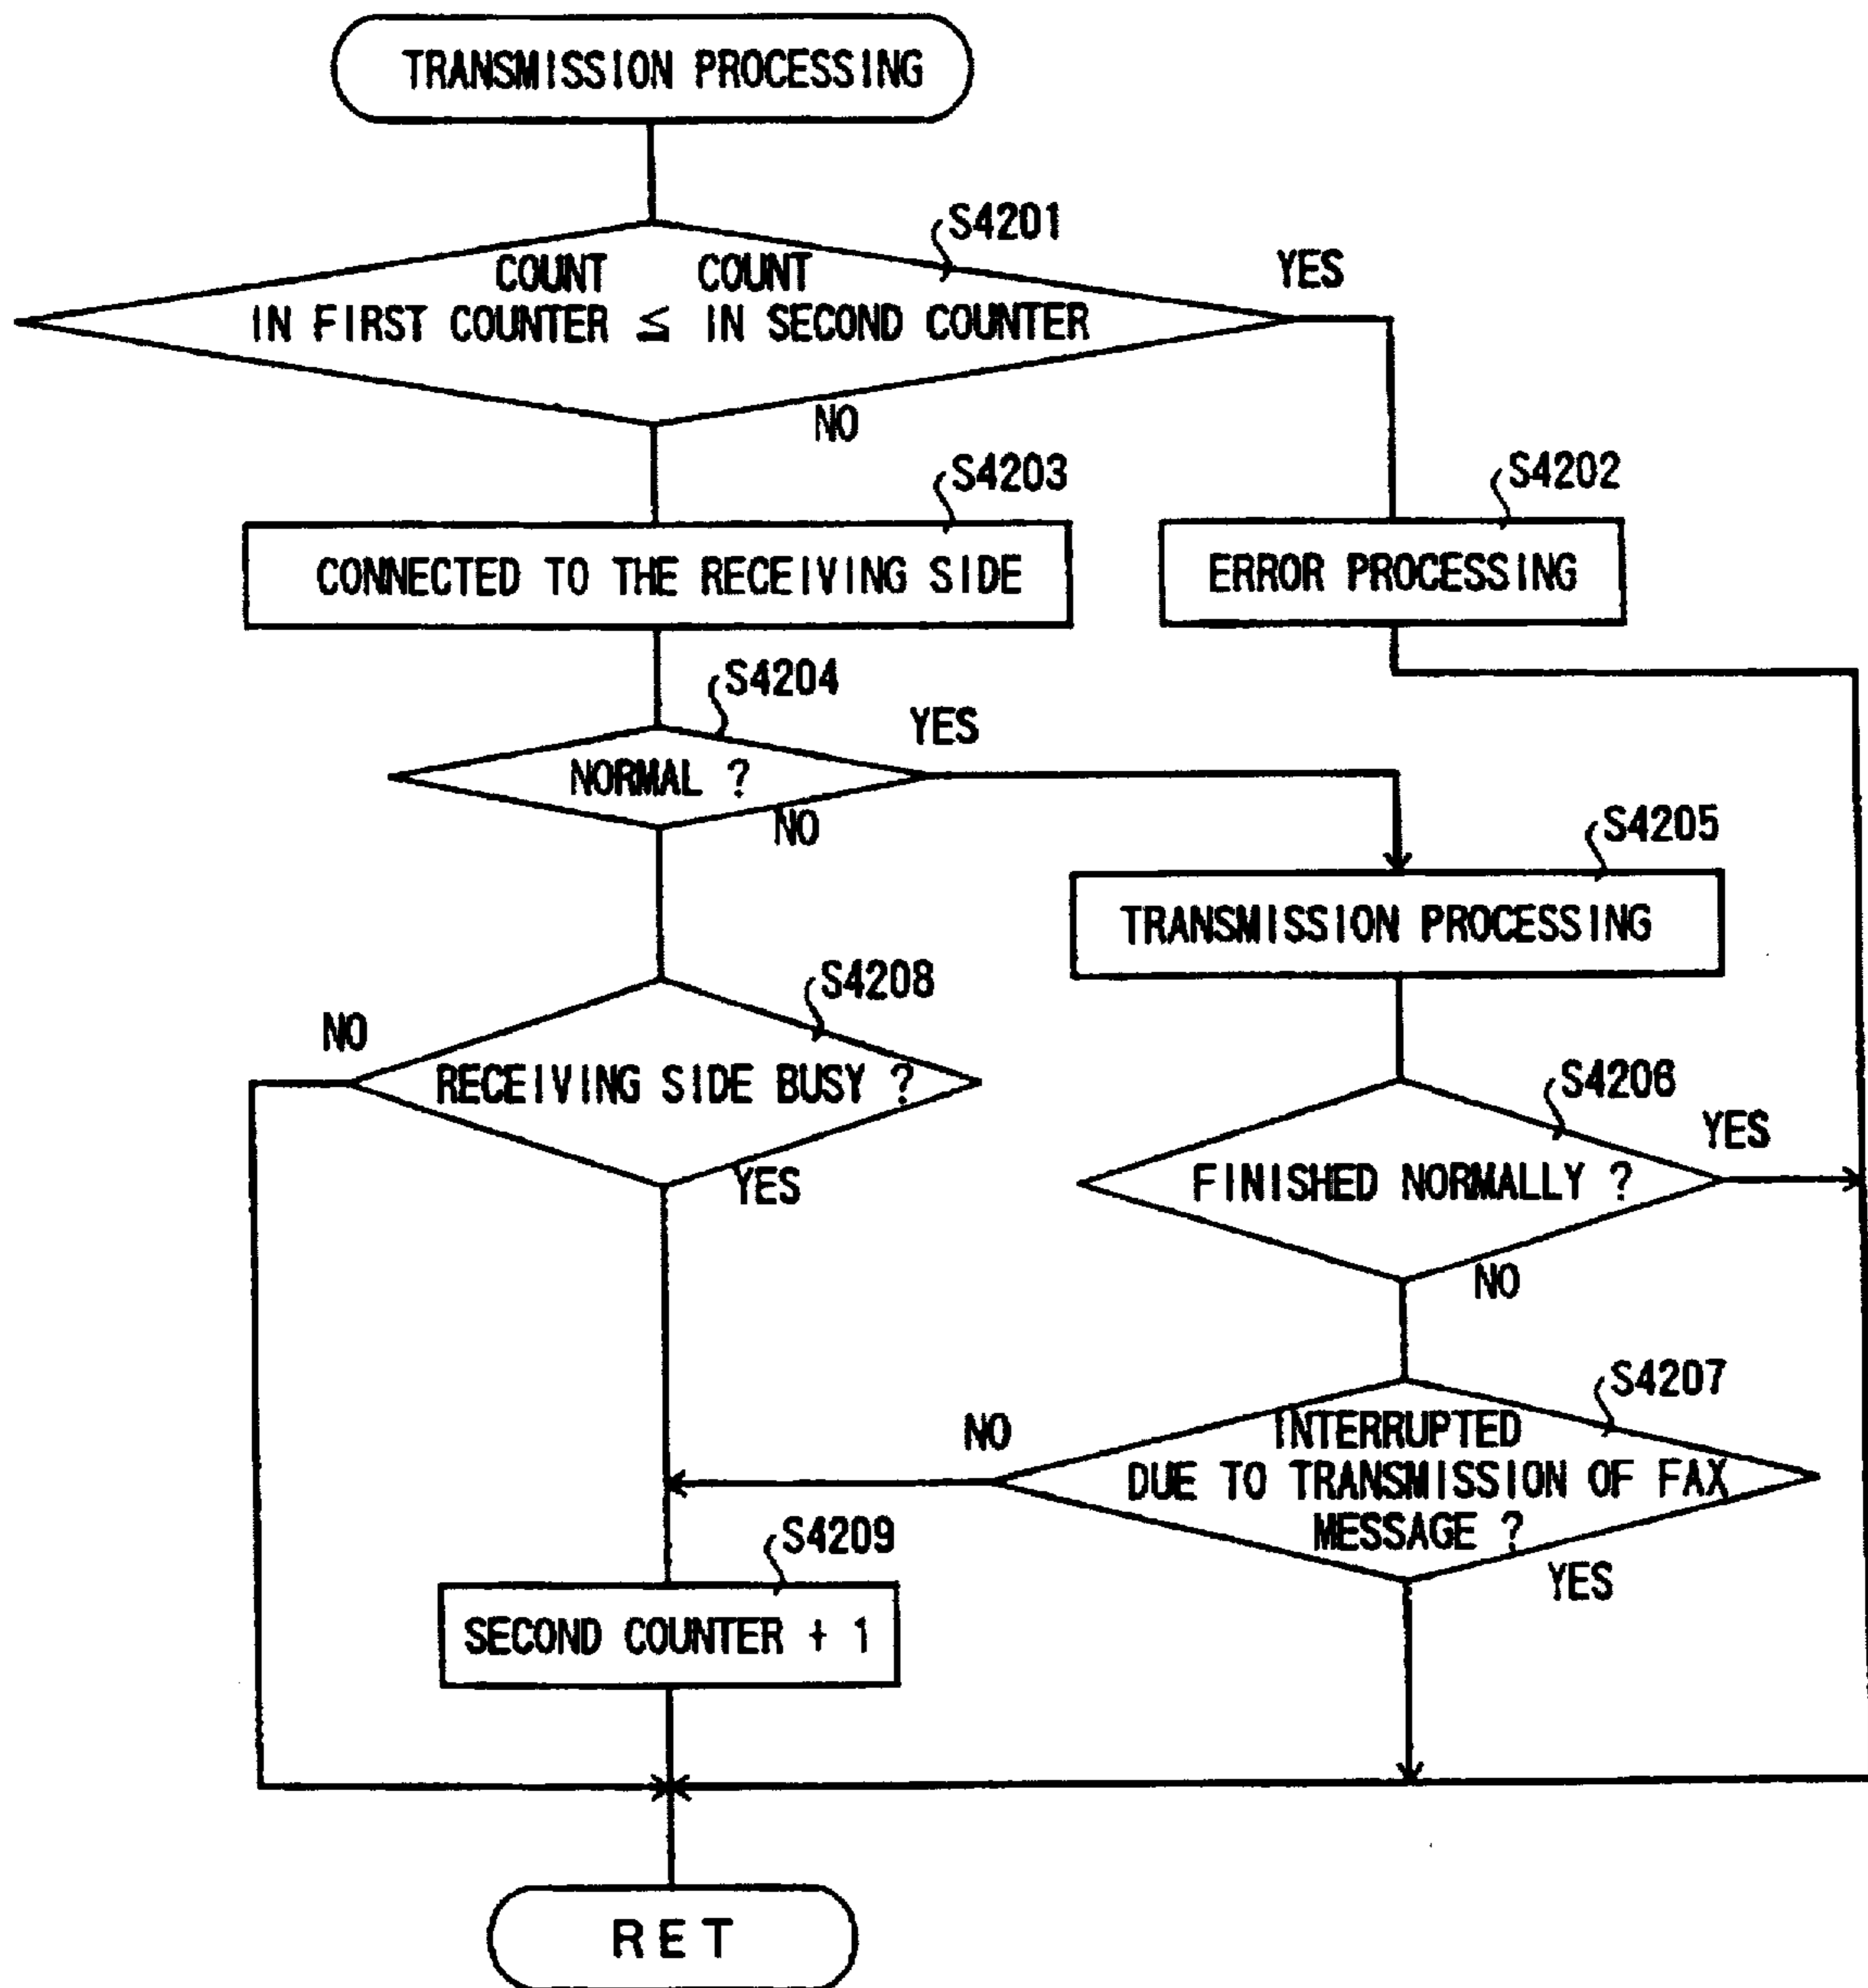 TRANSMISSION PROCESSING
S4201
COUNT COUNT
IN FIRST COUNTER ≦ IN SECOND COUNTER
YES
NO
S4203
S4202
CONNECTED TO THE RECEIVING SIDE
ERROR PROCESSING
S4204
YES
NORMAL ?
NO
S4205
TRANSMISSION PROCESSING
S4208
NO
RECEIVING SIDE BUSY ?
YES
S4206
YES
FINISHED NORMALLY ?
NO
S4207
NO
INTERRUPTED
DUE TO TRANSMISSION OF FAX
MESSAGE ?
YES
S4209
SECOND COUNTER + 1
RET